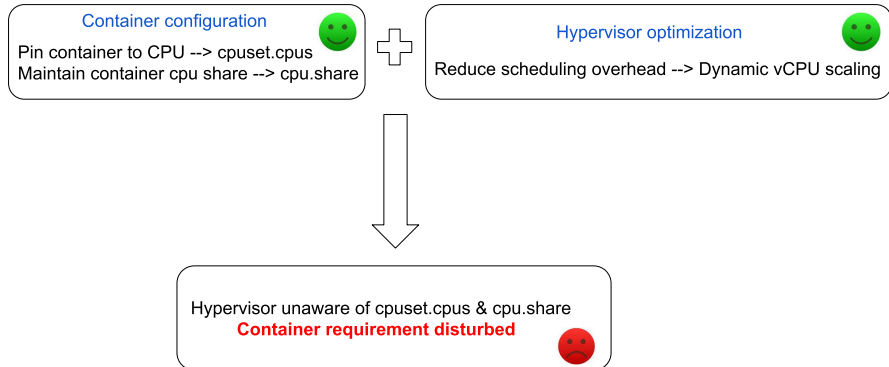 Container configuration
Pin container to CPU --> cpuset.cpus
Maintain container cpu share --> cpu.share
Hypervisor optimization
Reduce scheduling overhead --> Dynamic vCPU scaling
Hypervisor unaware of cpuset.cpus & cpu.share
Container requirement disturbed